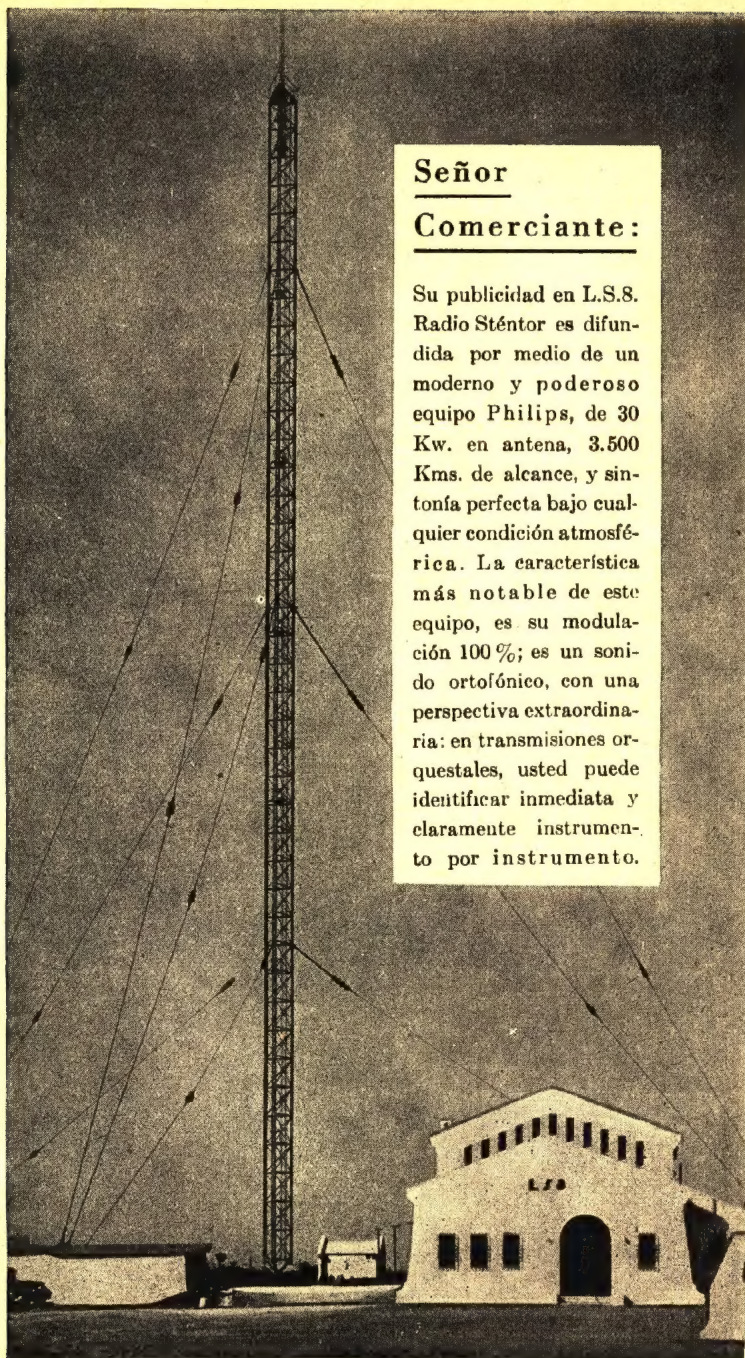 Señor
Comerciante:
Su publicidad en L.S.8.
Radio Sténtor es difun-
dida por medio de un
moderno y poderoso
equipo Philips, de 30
Kw. en antena, 3.500
Kms. de alcance, y sin-
tonía perfecta bajo cual-
quier condición atmosfé-
rica. La característica
más notable de este
equipo, es su modula-
ción 100%; es un soni-
do ortofónico, con una
perspectiva extraordina-
ria: en transmisiones or-
questales, usted puede
identificar inmediata y
claramente instrumen-
to por instrumento.
LS8